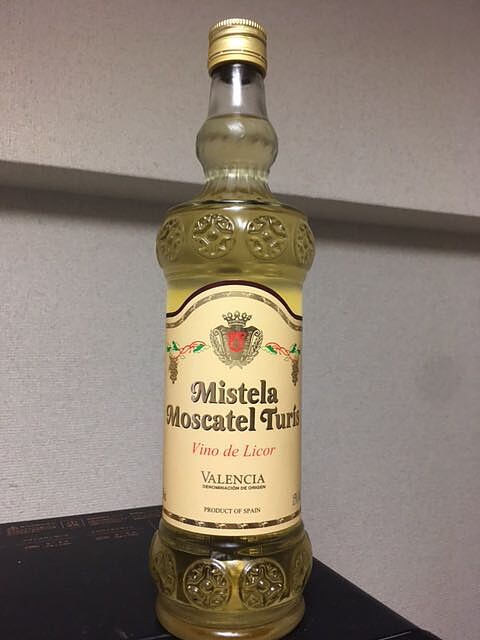 Mistela
Moscatel Turís
Vino de Licor
VALENCIA
DENOMINACIÓN DE ORIGEN
PRODUCT OF SPAIN